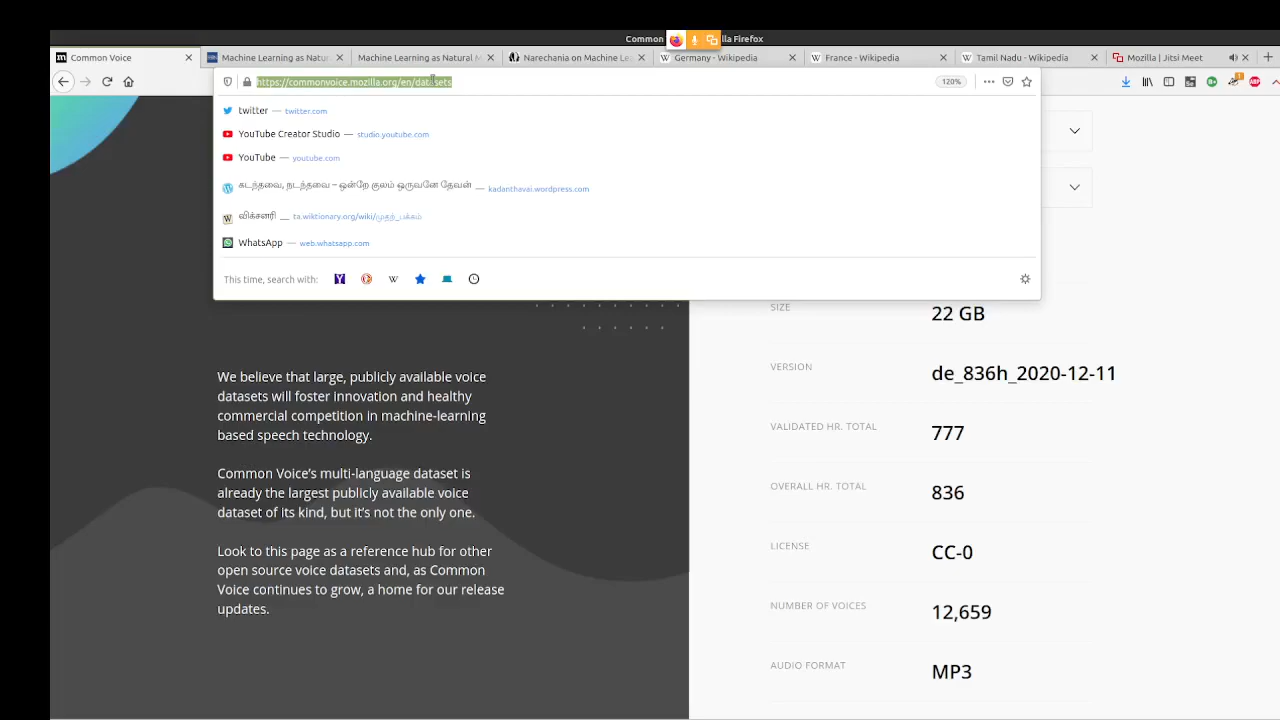 Common
lla Firefox
Common Voice
Machine Learning as Natur
Machine Learning as Natural M
Narechania on Machine Le
Germany - Wikipedia
France - Wikipedia
Tamil Nadu - Wikipedia
Mozilla | Jitsi Meet
https://commonvoice.mozilla.org/en/datasets
120%
twitter — twitter.com
YouTube Creator Studio — studio.youtube.com
YouTube — youtube.com
கடந்தவை, நடந்தவை – ஒன்றே குலம் ஒருவனே தேவன் — kadanthavai.wordpress.com
விக்சனரி — ta.wiktionary.org/wiki/முதற்_பக்கம்
WhatsApp — web.whatsapp.com
This time, search with:
We believe that large, publicly available voice
datasets will foster innovation and healthy
commercial competition in machine-learning
based speech technology.
Common Voice's multi-language dataset is
already the largest publicly available voice
dataset of its kind, but it's not the only one.
Look to this page as a reference hub for other
open source voice datasets and, as Common
Voice continues to grow, a home for our release
updates.
SIZE 22 GB
VERSION de_836h_2020-12-11
VALIDATED HR. TOTAL 777
OVERALL HR. TOTAL 836
LICENSE CC-0
NUMBER OF VOICES 12,659
AUDIO FORMAT MP3